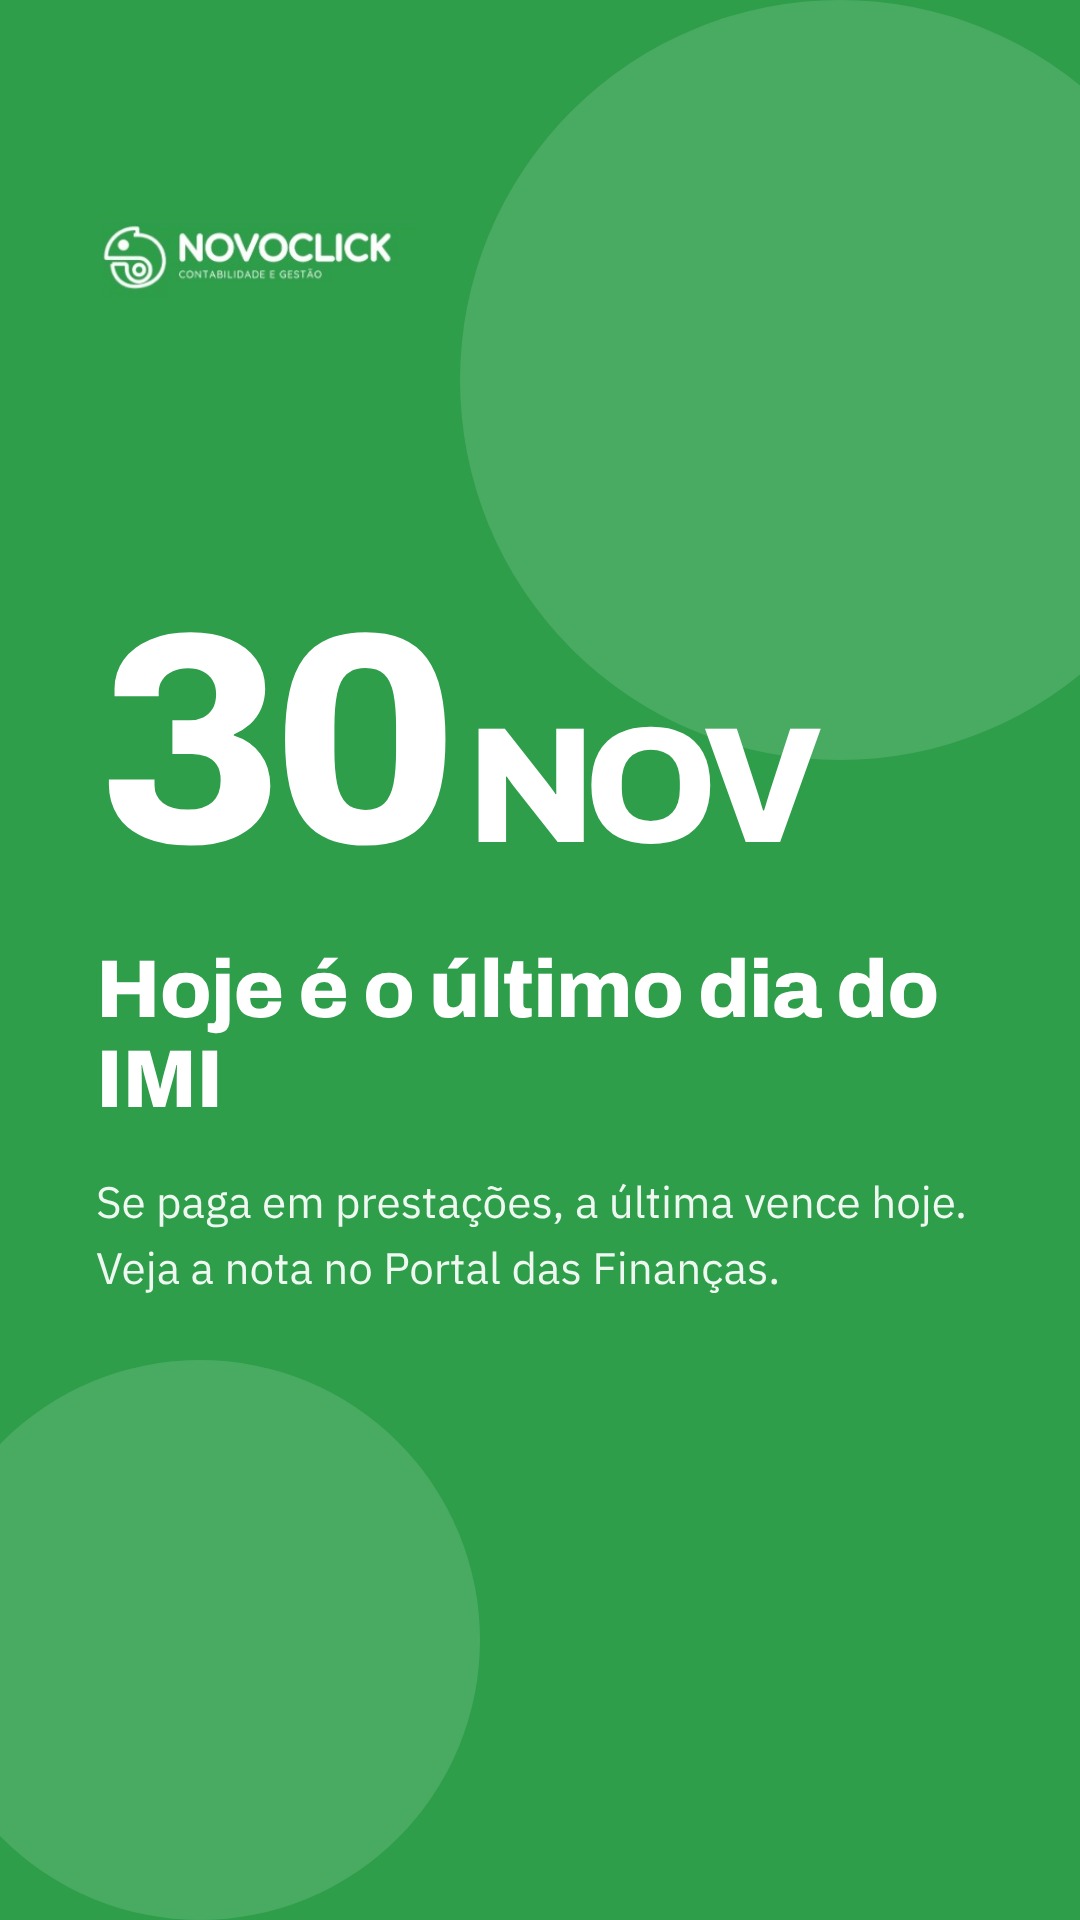 NOVOCLICK
CONTABILIDADE E GESTÃO
30 NOV
Hoje é o último dia do
IMI
Se paga em prestações, a última vence hoje.
Veja a nota no Portal das Finanças.